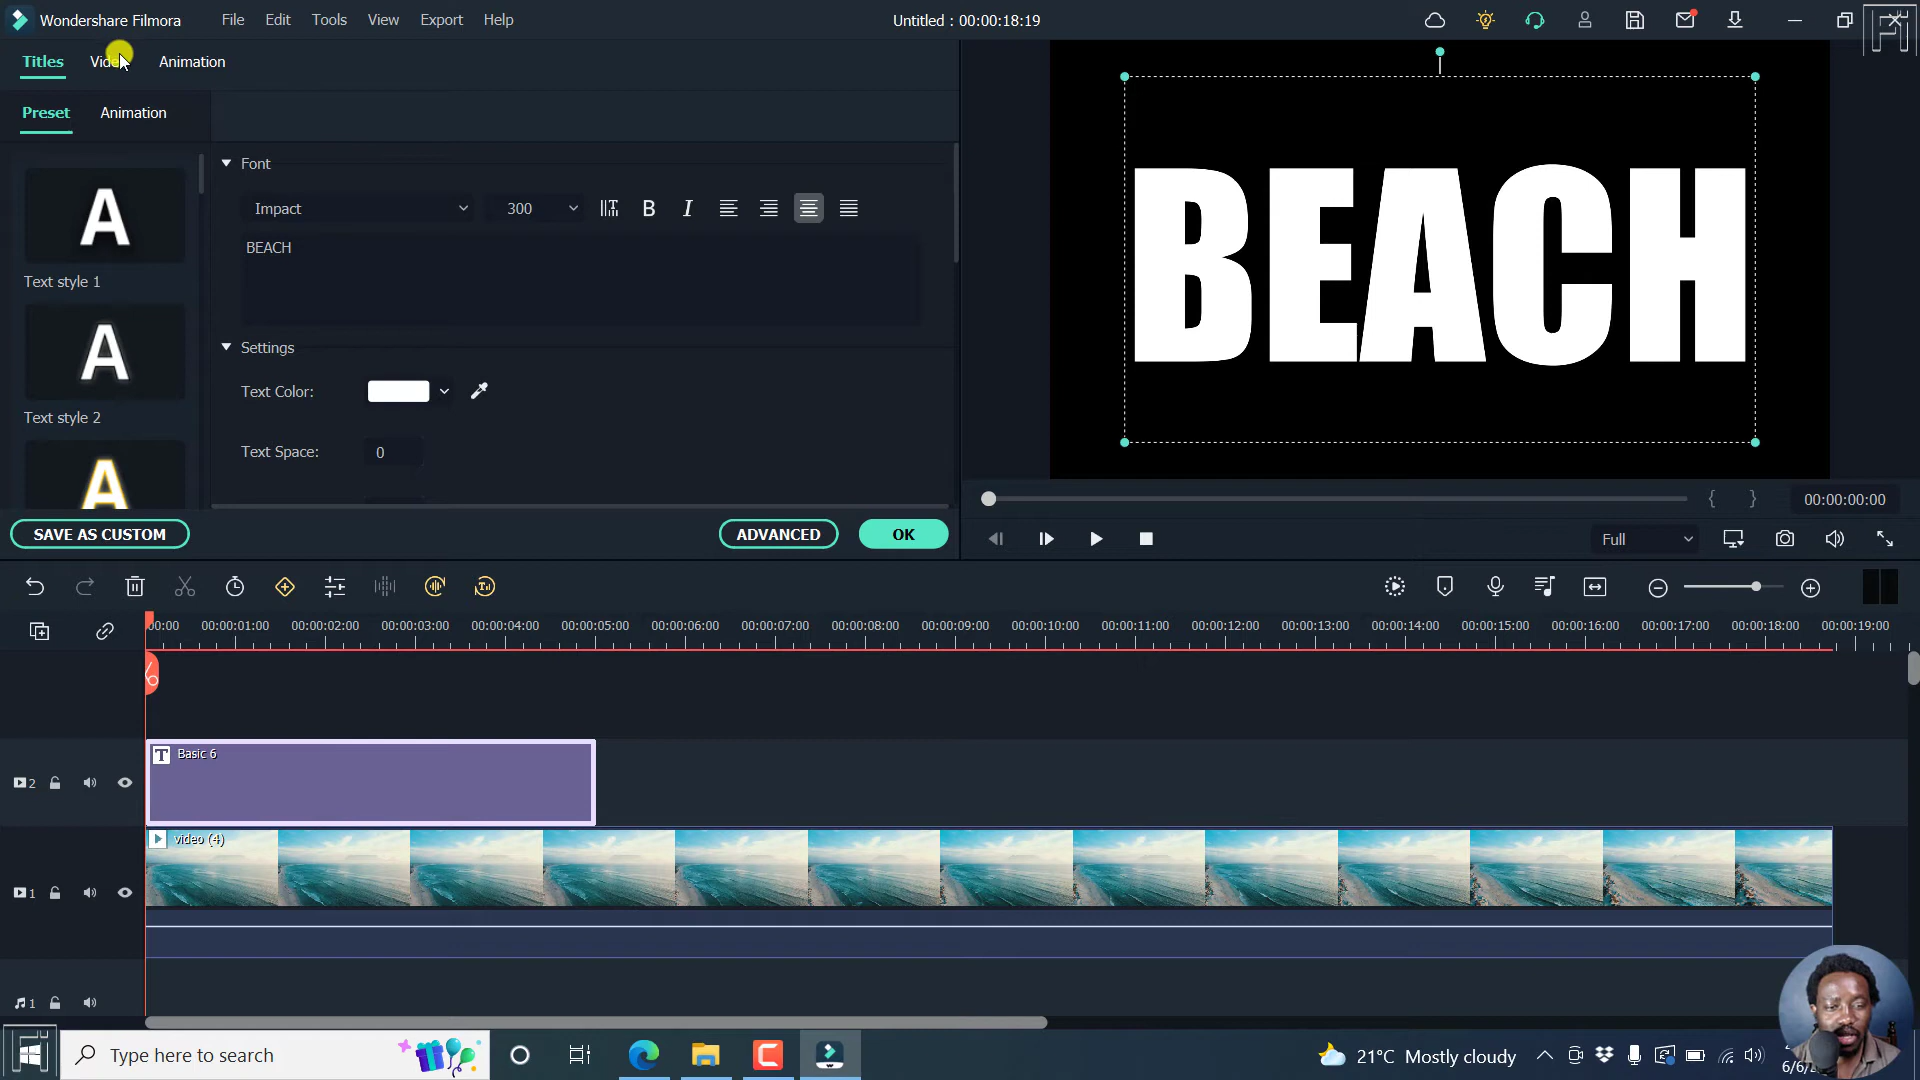 Wondershare Filmora File Edit Tools View Export Help Untitled : 00:00:18:19
Titles Animation
Preset Animation
Font
Impact 300
BEACH
A
Text style 1
Settings
Text Color:
A
Text style 2
Text Space: 0
A
SAVE AS CUSTOM ADVANCED OK
BEACH
{ } 00:00:00:00
Full
00:00 00:00:01:00 00:00:02:00 00:00:03:00 00:00:04:00 00:00:05:00 00:00:06:00 00:00:07:00 00:00:08:00 00:00:09:00 00:00:10:00 00:00:11:00 00:00:12:00 00:00:13:00 00:00:14:00 00:00:15:00 00:00:16:00 00:00:17:00 00:00:18:00 00:00:19:00
T Basic 6
2
video (4)
1
1
Type here to search 21°C Mostly cloudy